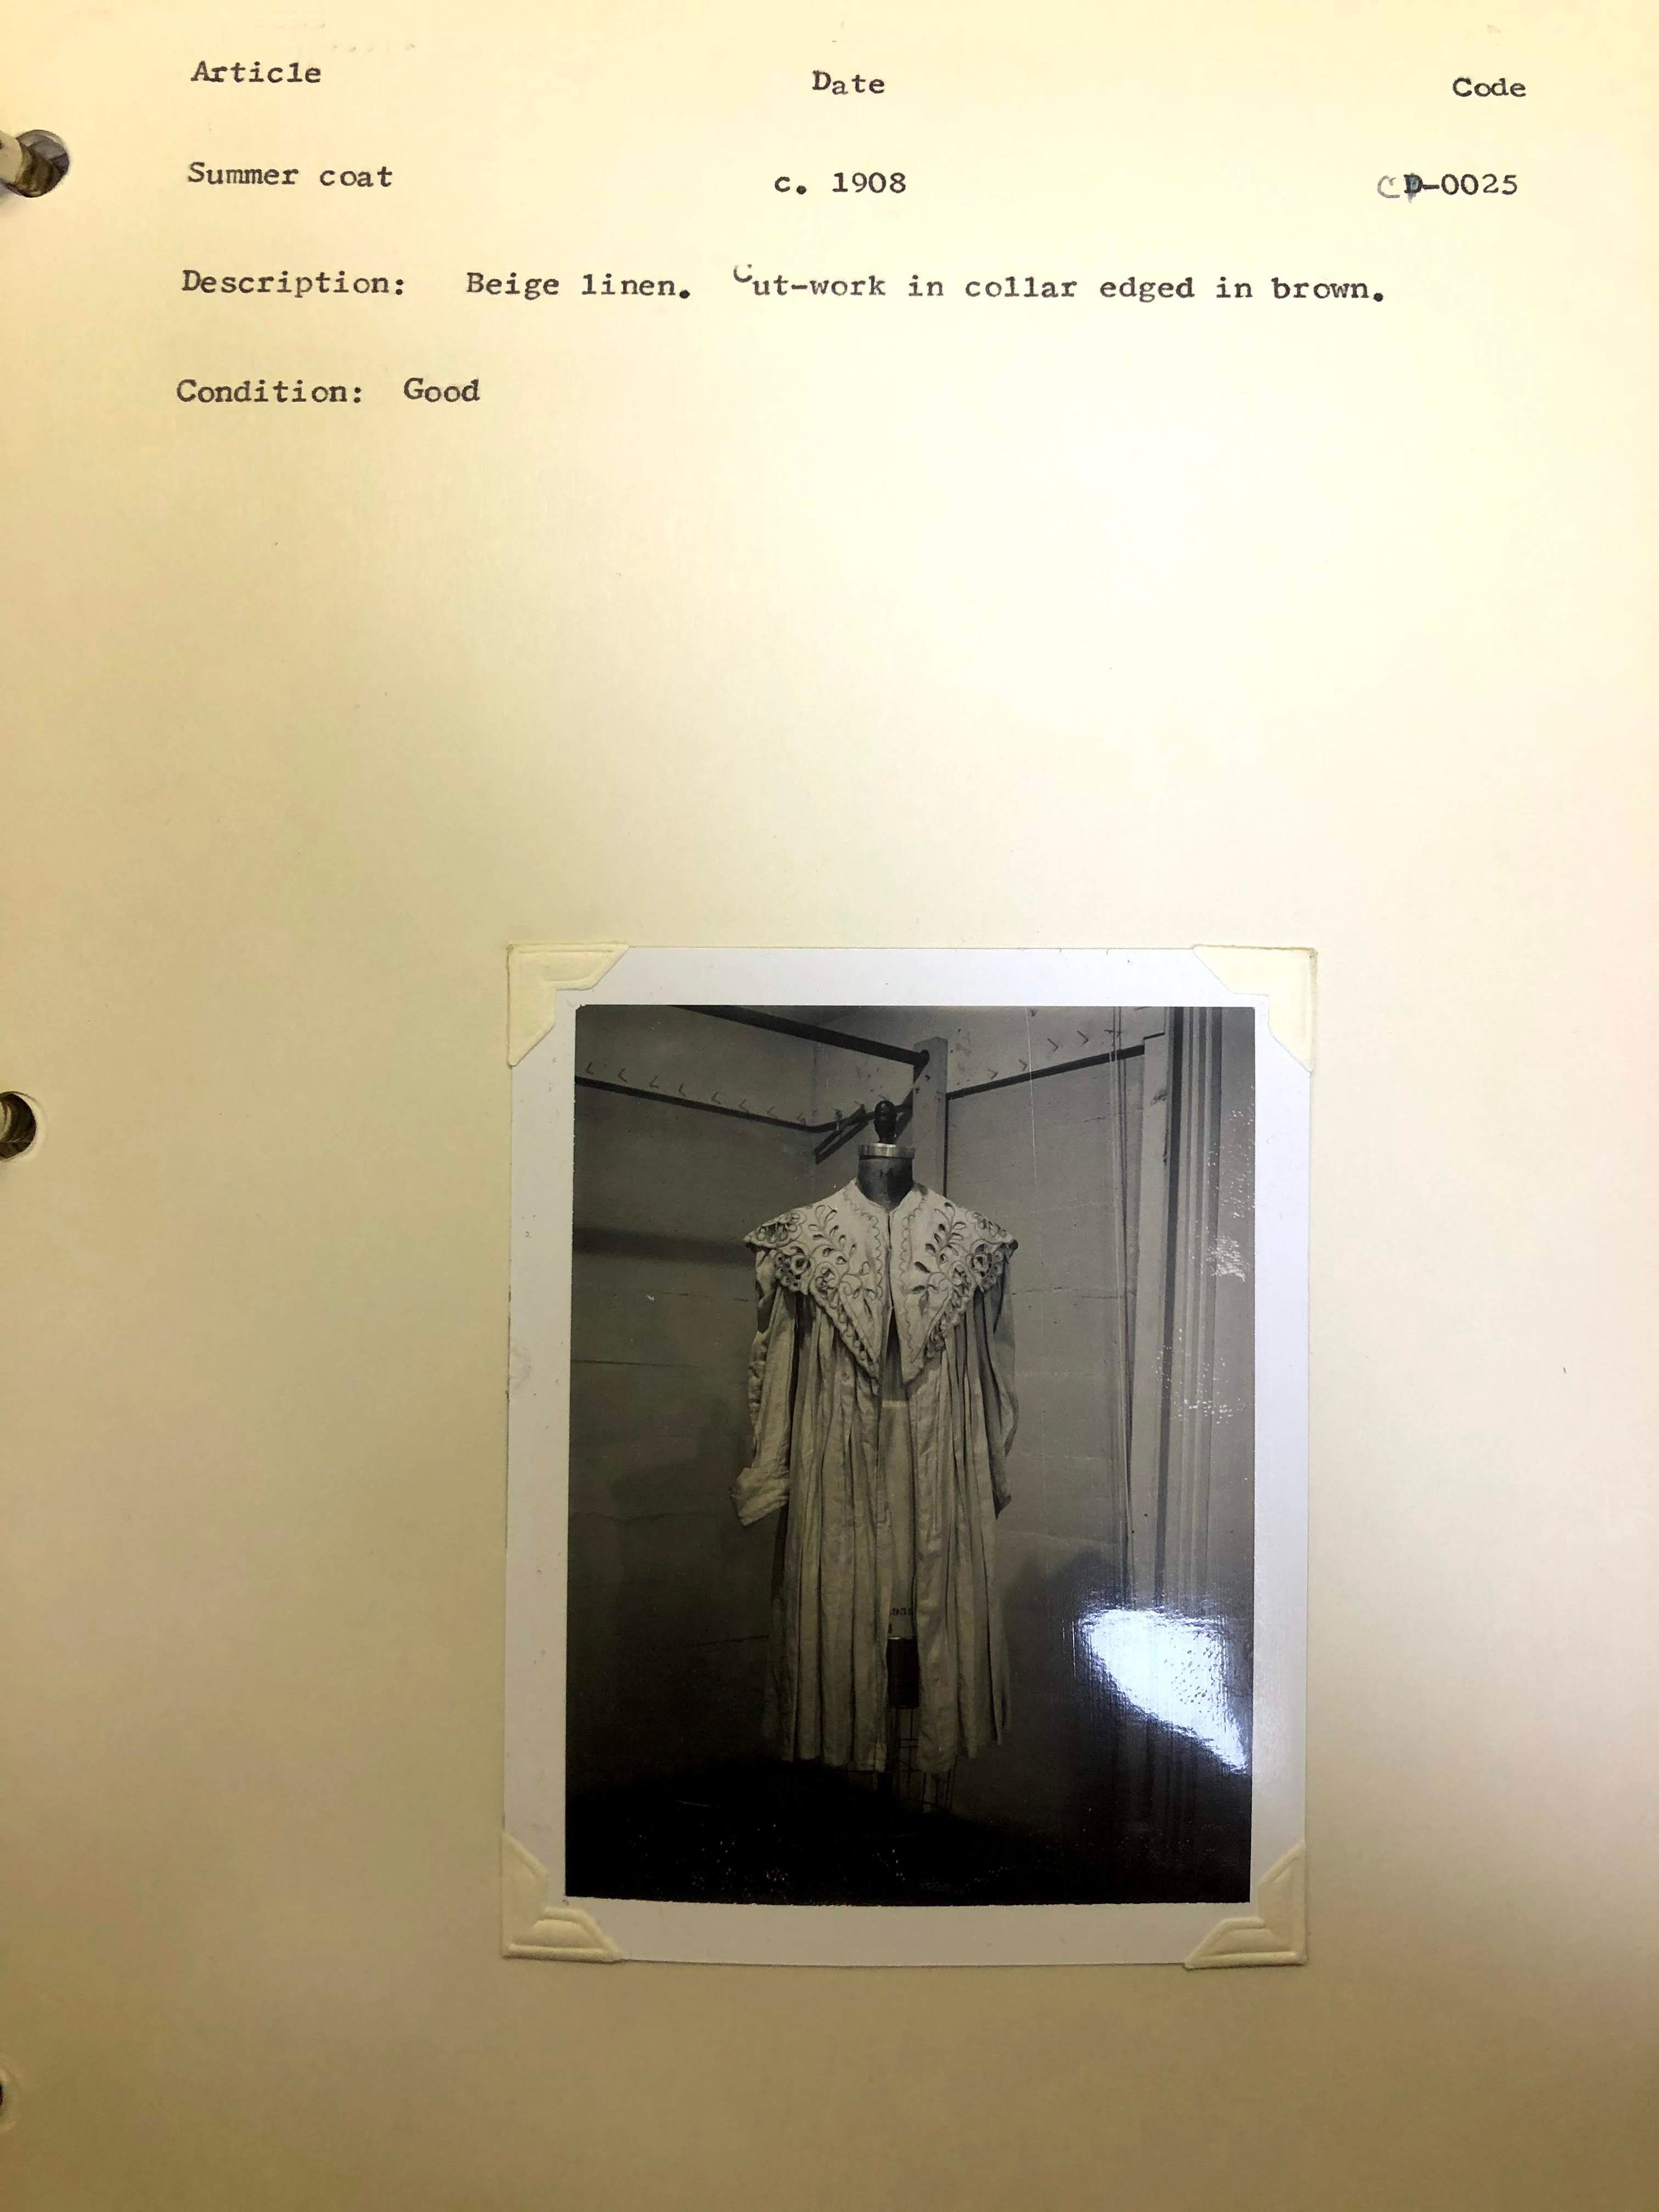 Article Date Code
Summer coat c. 1908 CD-0025
Description: Beige linen. Cut-work in collar edged in brown.
Condition: Good